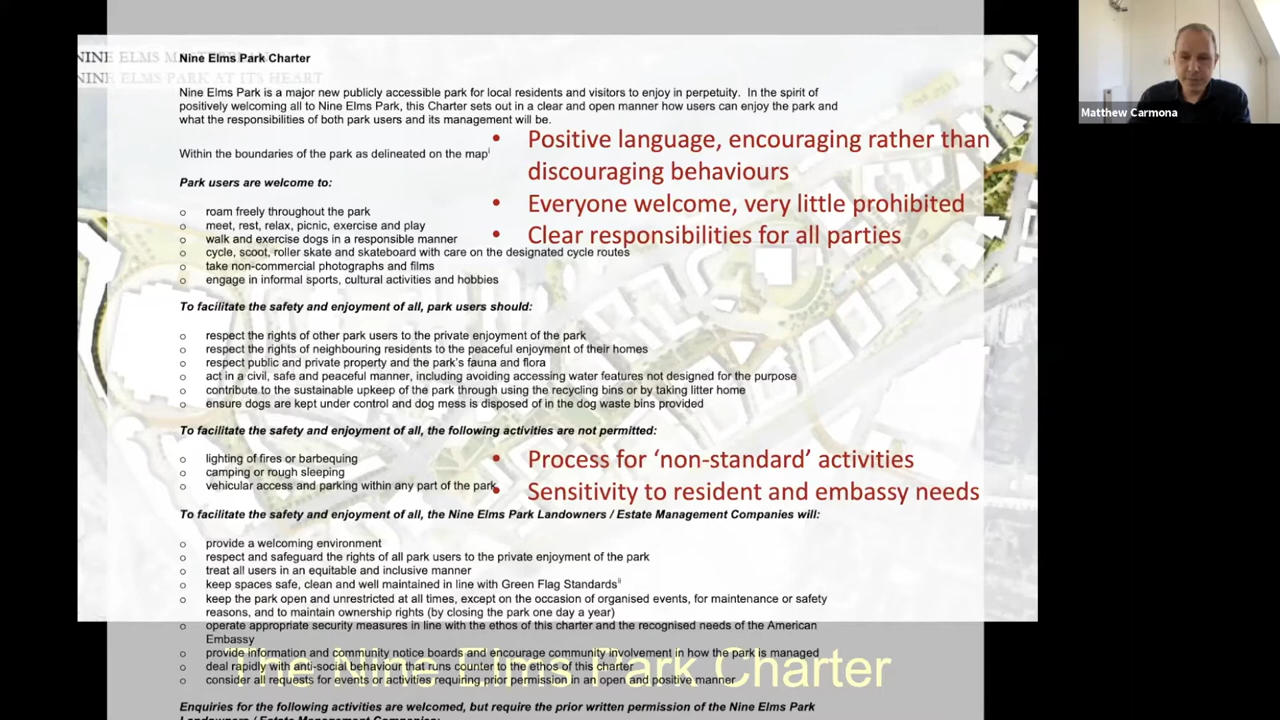 NINE ELMS MASTERPLAN
NINE ELMS PARK AT ITS HEART
Nine Elms Park Charter
Nine Elms Park is a major new publicly accessible park for local residents and visitors to enjoy in perpetuity. In the spirit of
positively welcoming all to Nine Elms Park, this Charter sets out in a clear and open manner how users can enjoy the park and
what the responsibilities of both park users and its management will be.
Within the boundaries of the park as delineated on the mapⁱ
Park users are welcome to:
o roam freely throughout the park
o meet, rest, relax, picnic, exercise and play
o walk and exercise dogs in a responsible manner
o cycle, scoot, roller skate and skateboard with care on the designated cycle routes
o take non-commercial photographs and films
o engage in informal sports, cultural activities and hobbies
• Positive language, encouraging rather than
discouraging behaviours
• Everyone welcome, very little prohibited
• Clear responsibilities for all parties
To facilitate the safety and enjoyment of all, park users should:
o respect the rights of other park users to the private enjoyment of the park
o respect the rights of neighbouring residents to the peaceful enjoyment of their homes
o respect public and private property and the park's fauna and flora
o act in a civil, safe and peaceful manner, including avoiding accessing water features not designed for the purpose
o contribute to the sustainable upkeep of the park through using the recycling bins or by taking litter home
o ensure dogs are kept under control and dog mess is disposed of in the dog waste bins provided
To facilitate the safety and enjoyment of all, the following activities are not permitted:
o lighting of fires or barbequing
o camping or rough sleeping
o vehicular access and parking within any part of the park
• Process for ‘non-standard’ activities
• Sensitivity to resident and embassy needs
To facilitate the safety and enjoyment of all, the Nine Elms Park Landowners / Estate Management Companies will:
o provide a welcoming environment
o respect and safeguard the rights of all park users to the private enjoyment of the park
o treat all users in an equitable and inclusive manner
o keep spaces safe, clean and well maintained in line with Green Flag Standardsⁱⁱ
o keep the park open and unrestricted at all times, except on the occasion of organised events, for maintenance or safety
reasons, and to maintain ownership rights (by closing the park one day a year)
o operate appropriate security measures in line with the ethos of this charter and the recognised needs of the American
Embassy
o provide information and community notice boards and encourage community involvement in how the park is managed
o deal rapidly with anti-social behaviour that runs counter to the ethos of this charter
o consider all requests for events or activities requiring prior permission in an open and positive manner
The Nine Elms Park Charter
Enquiries for the following activities are welcomed, but require the prior written permission of the Nine Elms Park
Landowners / Estate Management Companies:
Matthew Carmona